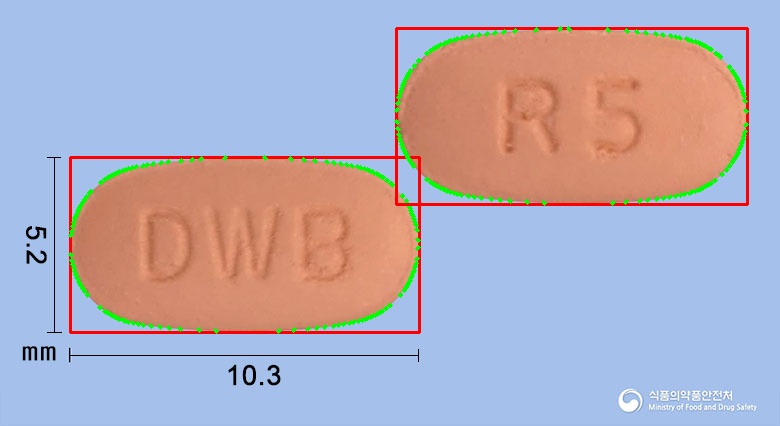 R5
DWB
5.2
mm
10.3
식품의약품안전처
Ministry of Food and Drug Safety